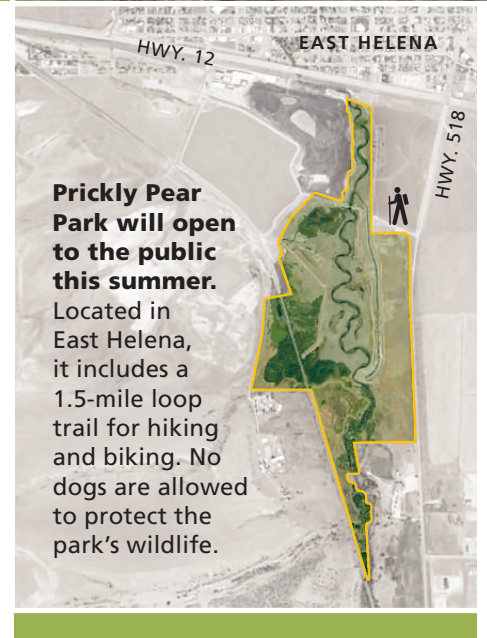 HWY. 12
EAST HELENA
HWY. 518
Prickly Pear
Park will open
to the public
this summer.
Located in
East Helena,
it includes a
1.5-mile loop
trail for hiking
and biking. No
dogs are allowed
to protect the
park's wildlife.